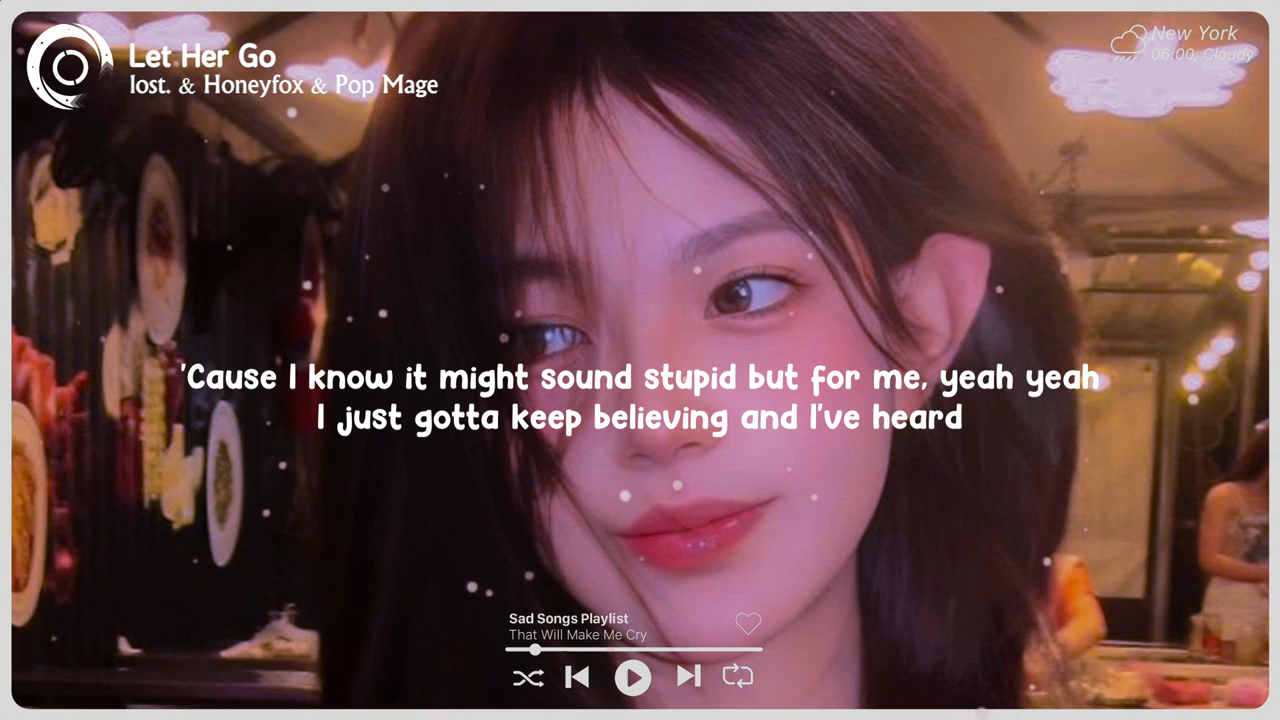 Let Her Go
lost. & Honeyfox & Pop Mage
New York
06:00, Cloudy
'Cause I know it might sound stupid but for me, yeah yeah
I just gotta keep believing and I've heard
Sad Songs Playlist
That Will Make Me Cry